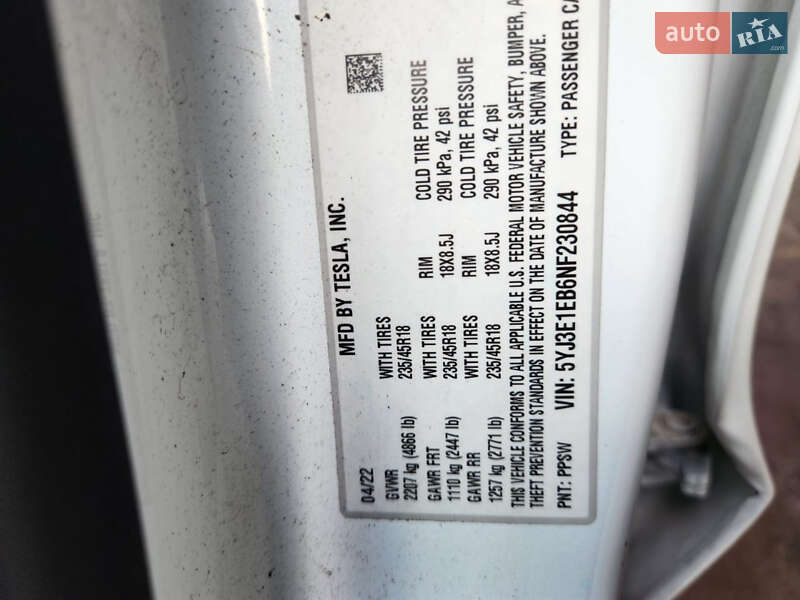 auto RIA
.com
MFD BY TESLA, INC.
04/22
GVWR WITH TIRES RIM COLD TIRE PRESSURE
2207 kg (4866 lb) 235/45R18 18X8.5J 290 kPa, 42 psi
GAWR FRT WITH TIRES RIM COLD TIRE PRESSURE
1110 kg (2447 lb) 235/45R18 18X8.5J 290 kPa, 42 psi
GAWR RR
1257 kg (2771 lb) 235/45R18
THIS VEHICLE CONFORMS TO ALL APPLICABLE U.S. FEDERAL MOTOR VEHICLE SAFETY, BUMPER, A
THEFT PREVENTION STANDARDS IN EFFECT ON THE DATE OF MANUFACTURE SHOWN ABOVE.
PNT: PPSW VIN: 5YJ3E1EB6NF230844 TYPE: PASSENGER CA